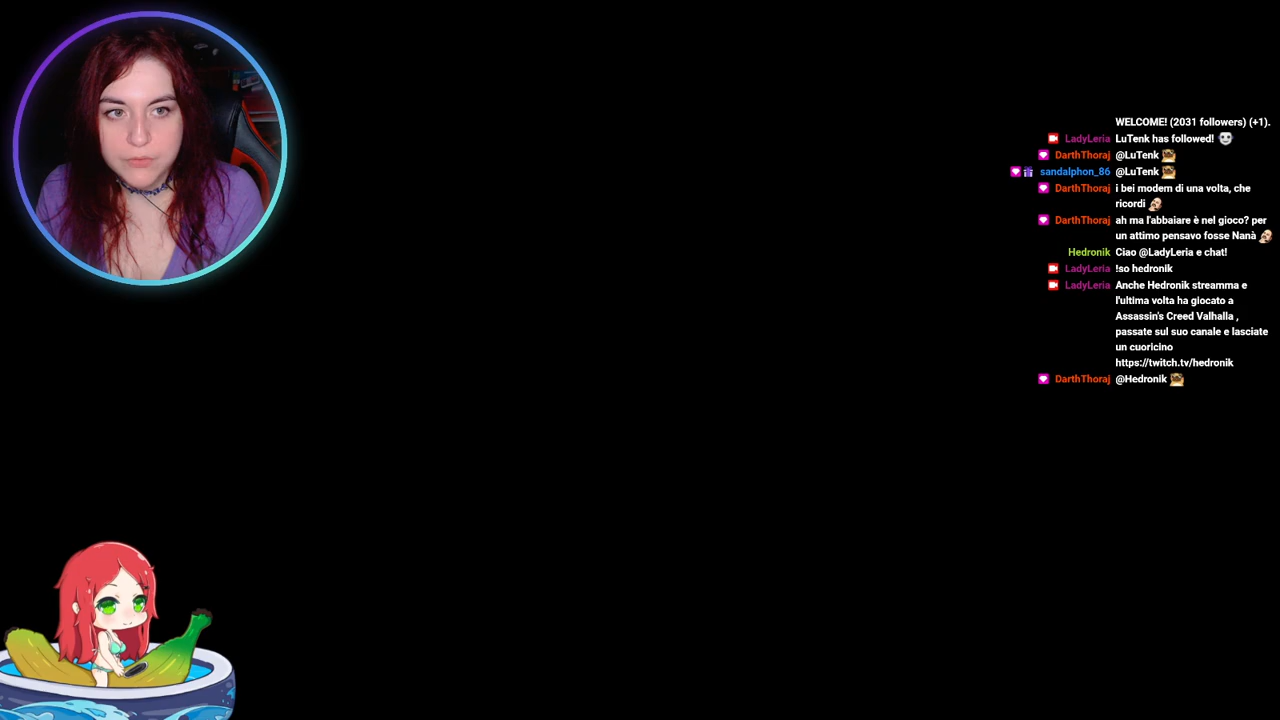 WELCOME! (2031 followers) (+1).
LadyLeria LuTenk has followed!
DarthThoraj @LuTenk
sandalphon_86 @LuTenk
DarthThoraj i bei modem di una volta, che
ricordi
DarthThoraj ah ma l'abbaiare è nel gioco? per
un attimo pensavo fosse Nanà
Hedronik Ciao @LadyLeria e chat!
LadyLeria !so hedronik
LadyLeria Anche Hedronik streamma e
l'ultima volta ha giocato a
Assassin's Creed Valhalla ,
passate sul suo canale e lasciate
un cuoricino
https://twitch.tv/hedronik
DarthThoraj @Hedronik